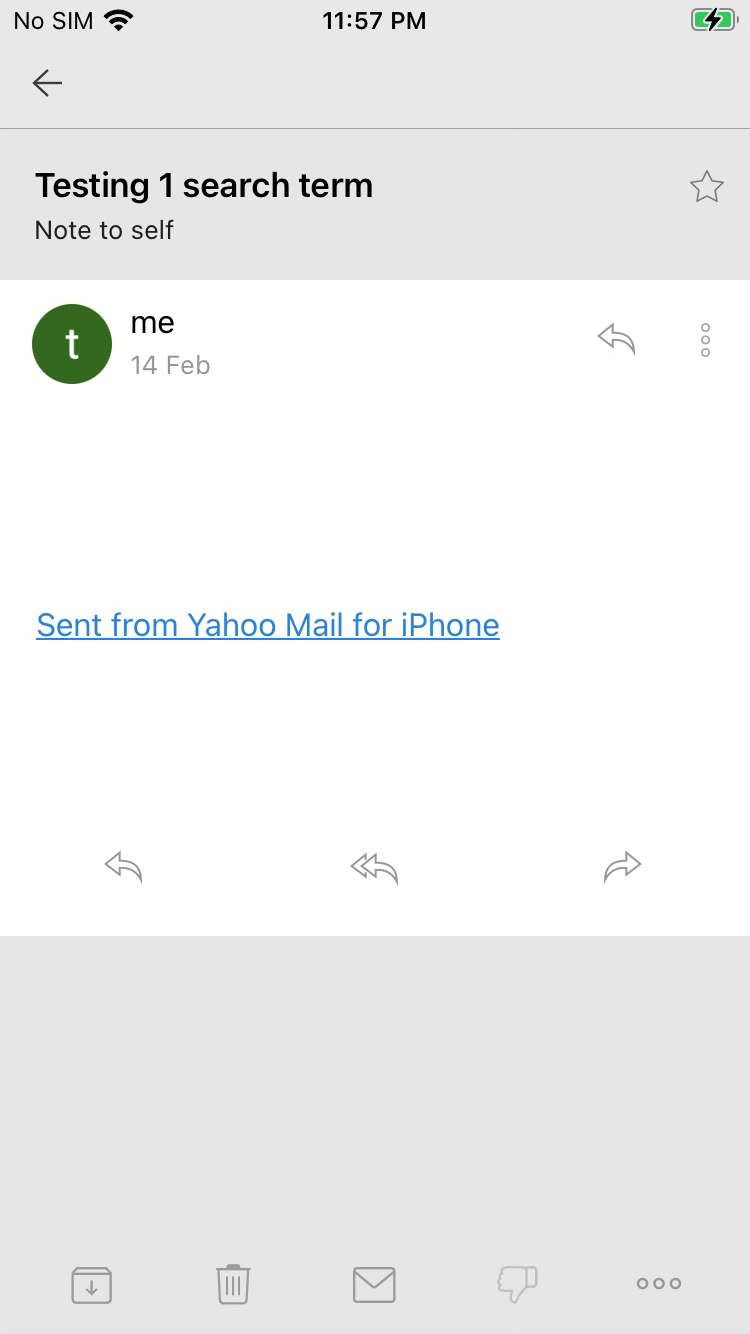 No SIM 11:57 PM
Testing 1 search term
Note to self
t
me
14 Feb
Sent from Yahoo Mail for iPhone